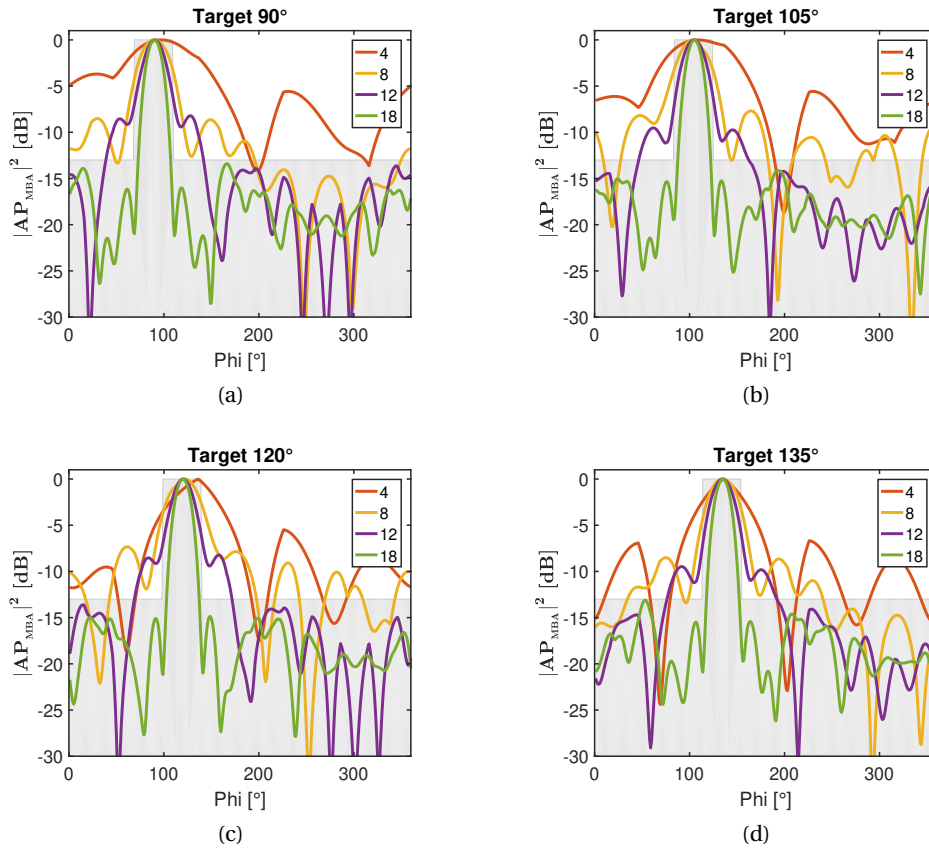 Target 90°
0
-5
-10
-15
-20
-25
-30
|AP_MBA|² [dB]
0 100 200 300
Phi [°]
4
8
12
18
(a)
Target 105°
0
-5
-10
-15
-20
-25
-30
|AP_MBA|² [dB]
0 100 200 300
Phi [°]
4
8
12
18
(b)
Target 120°
0
-5
-10
-15
-20
-25
-30
|AP_MBA|² [dB]
0 100 200 300
Phi [°]
4
8
12
18
(c)
Target 135°
0
-5
-10
-15
-20
-25
-30
|AP_MBA|² [dB]
0 100 200 300
Phi [°]
4
8
12
18
(d)